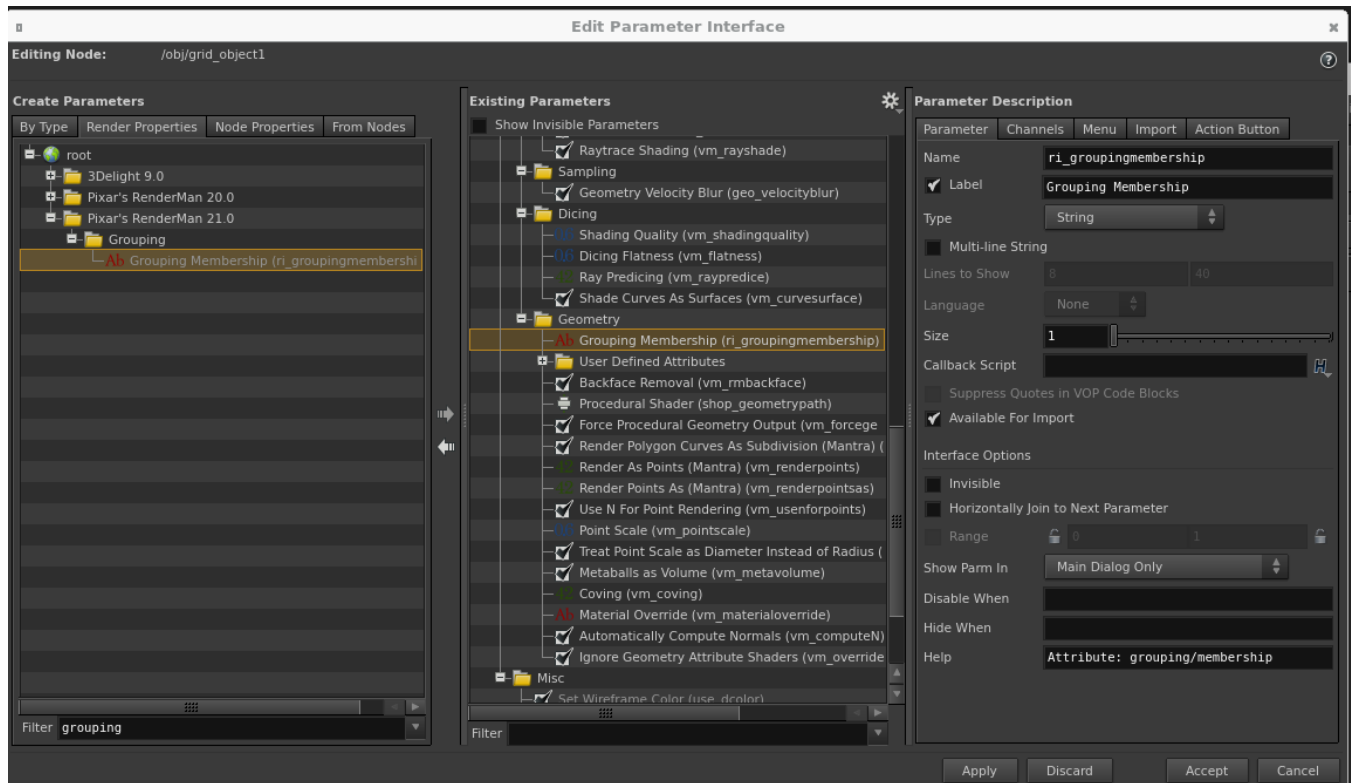 Edit Parameter Interface
Editing Node: /obj/grid_object1
Create Parameters
By Type Render Properties Node Properties From Nodes
root
3Delight 9.0
Pixar's RenderMan 20.0
Pixar's RenderMan 21.0
Grouping
Ab Grouping Membership (ri_groupingmembershi
Filter grouping
Existing Parameters
Show Invisible Parameters
Raytrace Shading (vm_rayshade)
Sampling
Geometry Velocity Blur (geo_velocityblur)
Dicing
Shading Quality (vm_shadingquality)
Dicing Flatness (vm_flatness)
Ray Predicing (vm_raypredice)
Shade Curves As Surfaces (vm_curvesurface)
Geometry
Ab Grouping Membership (ri_groupingmembership)
User Defined Attributes
Backface Removal (vm_rmbackface)
Procedural Shader (shop_geometrypath)
Force Procedural Geometry Output (vm_forcege
Render Polygon Curves As Subdivision (Mantra) (
Render As Points (Mantra) (vm_renderpoints)
Render Points As (Mantra) (vm_renderpointsas)
Use N For Point Rendering (vm_usenforpoints)
Point Scale (vm_pointscale)
Treat Point Scale as Diameter Instead of Radius (
Metaballs as Volume (vm_metavolume)
Coving (vm_coving)
Ab Material Override (vm_materialoverride)
Automatically Compute Normals (vm_computeN)
Ignore Geometry Attribute Shaders (vm_override
Misc
Set Wireframe Color (use_dcolor)
Filter
Parameter Description
Parameter Channels Menu Import Action Button
Name ri_groupingmembership
Label Grouping Membership
Type String
Multi-line String
Lines to Show 8 40
Language None
Size 1
Callback Script
Suppress Quotes in VOP Code Blocks
Available For Import
Interface Options
Invisible
Horizontally Join to Next Parameter
Range 0 1
Show Parm In Main Dialog Only
Disable When
Hide When
Help Attribute: grouping/membership
Apply Discard Accept Cancel